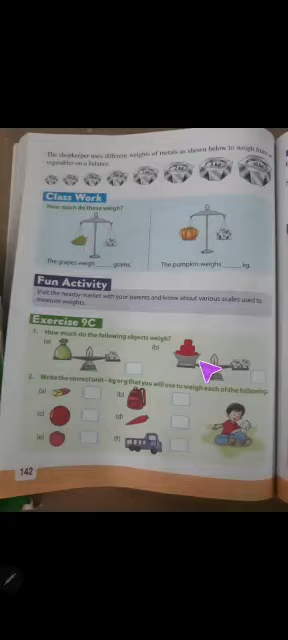 The shopkeeper uses different weights of metals as shown below to weigh fruits or
vegetables on a balance.
Class Work
How much do these weigh?
The grapes weigh ____ grams.
The pumpkin weighs ____ kg.
Fun Activity
Visit the nearby market with your parents and know about various scales used to
measure weights.
Exercise 9C
1. How much do the following objects weigh?
(a)
(b)
2. Write the correct unit - kg or g that you will use to weigh each of the following:
(a)
(b)
(c)
(d)
(e)
(f)
142